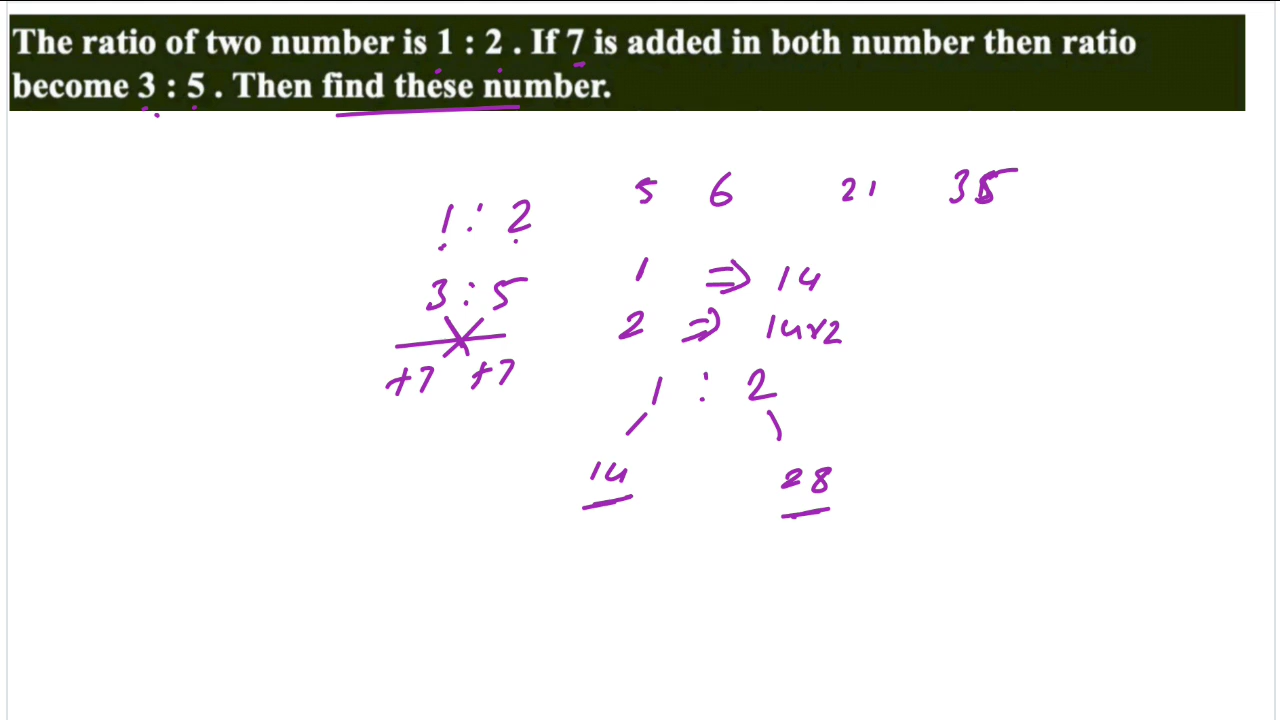 The ratio of two number is 1 : 2 . If 7 is added in both number then ratio
become 3 : 5 . Then find these number.
5 6 21 35
1 : 2
1 ⇒ 14
3 : 5
2 ⇒ 14x2
+7 +7
1 : 2
14 28